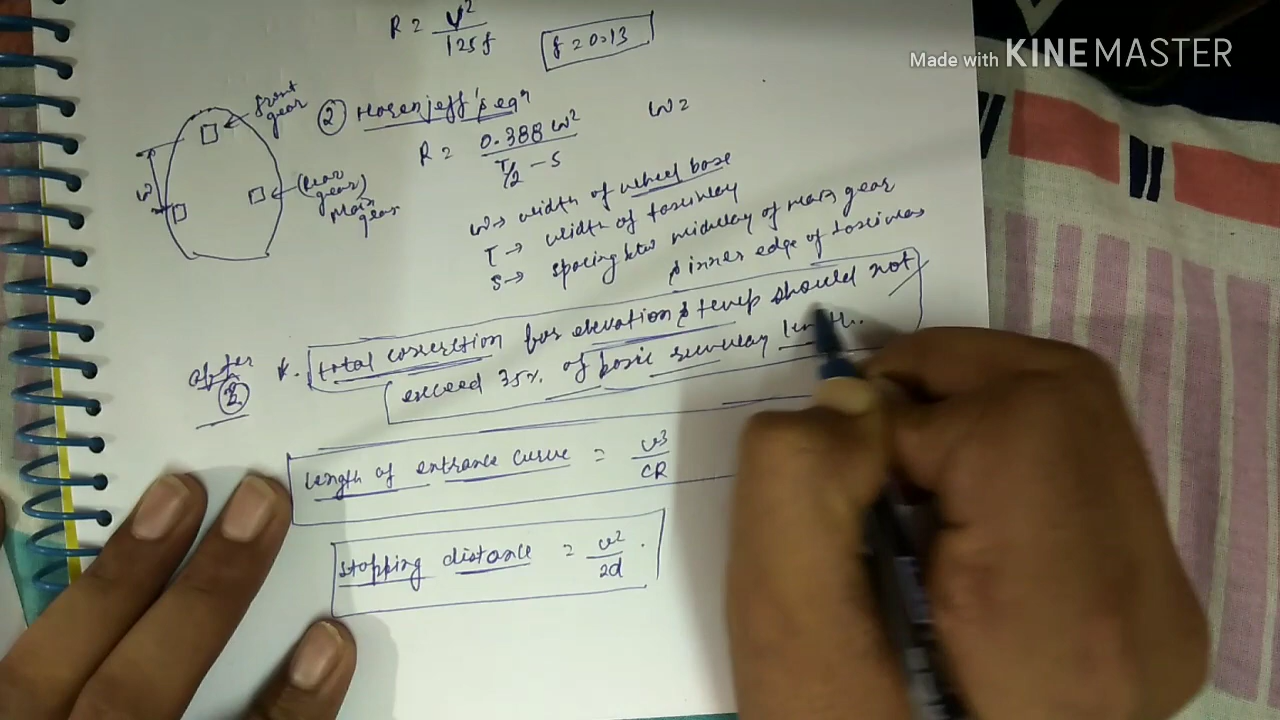 R = V²/125f
f = 0.13
Made with KINEMASTER
front gear
② Horenjeff's eqⁿ
W =
R = 0.388 W² / T/2 - S
W
(Rear gear) Main gear
W → width of wheel base
T → width of taxiway
S → spacing btw midway of main gear
& inner edge of taxiway
after ②
*. total correction for elevation & temp should not
exceed 35% of basic runway length.
length of entrance curve = v³/CR
stopping distance = v²/2d .